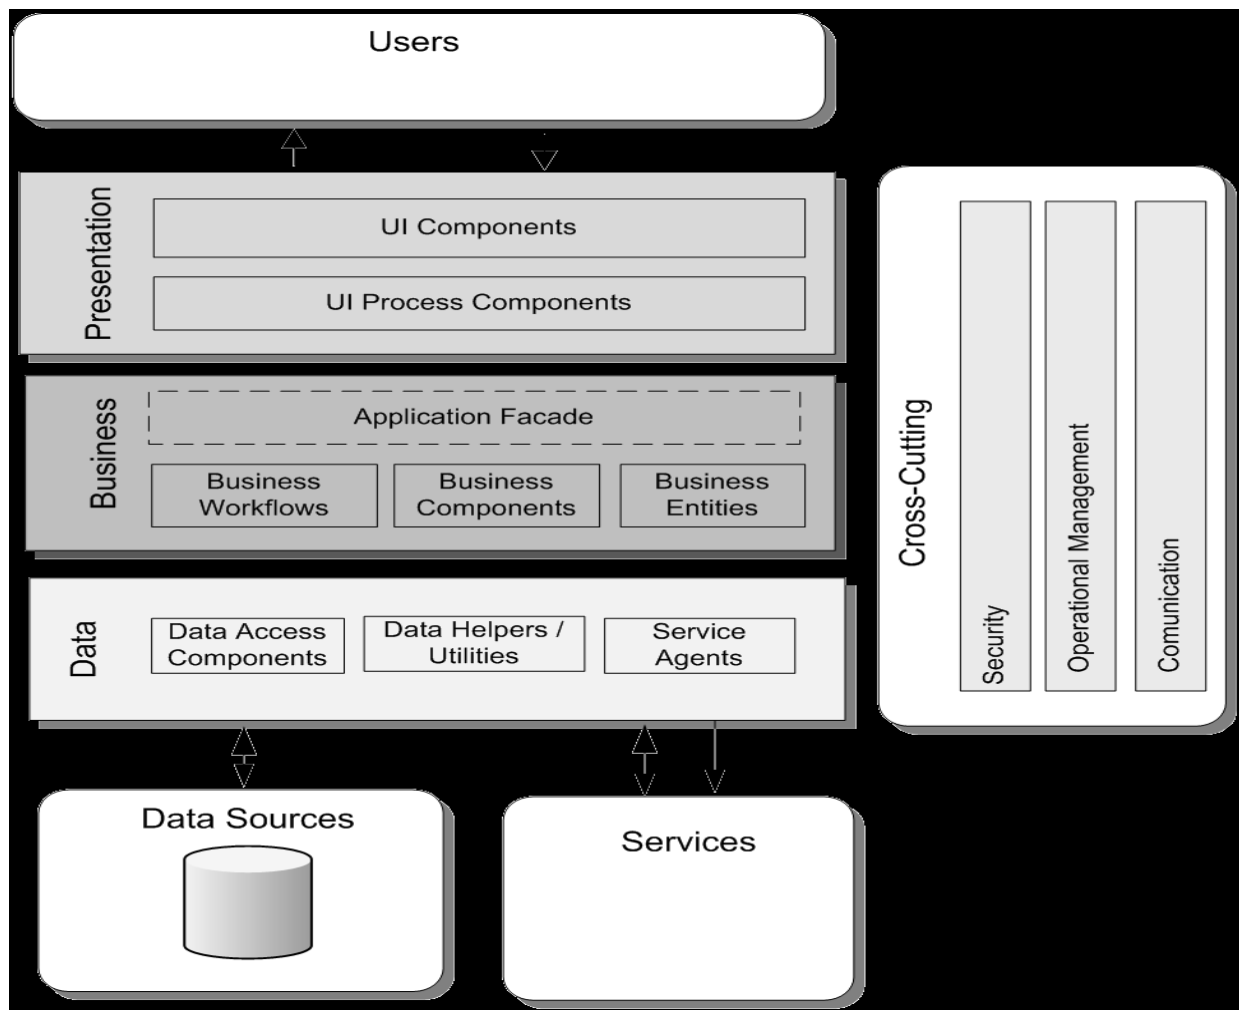 Users
Presentation
UI Components
UI Process Components
Business
Application Facade
Business
Workflows
Business
Components
Business
Entities
Data
Data Access
Components
Data Helpers /
Utilities
Service
Agents
Data Sources
Services
Cross-Cutting
Security
Operational Management
Comunication